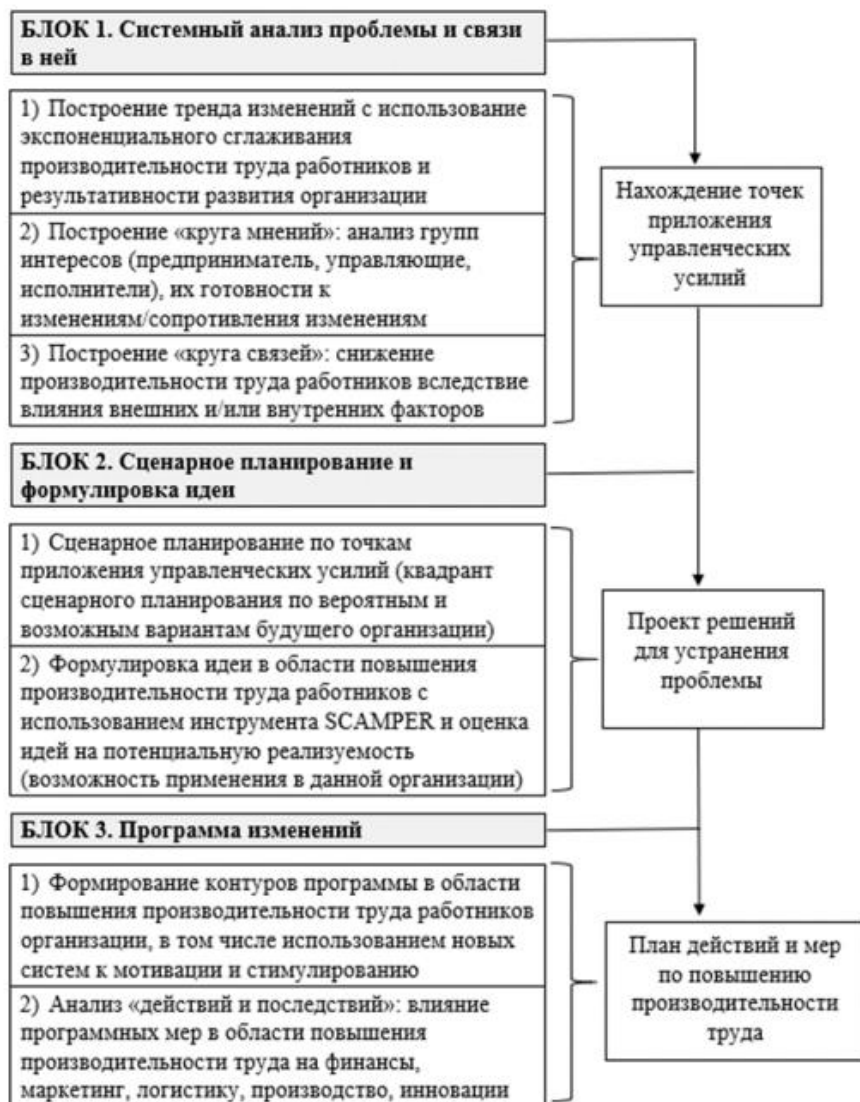 БЛОК 1. Системный анализ проблемы и связи
в ней
1) Построение тренда изменений с использование
экспоненциального сглаживания
производительности труда работников и
результативности развития организации
2) Построение «круга мнений»: анализ групп
интересов (предприниматель, управляющие,
исполнители), их готовности к
изменениям/сопротивления изменениям
3) Построение «круга связей»: снижение
производительности труда работников вследствие
влияния внешних и/или внутренних факторов
Нахождение точек
приложения
управленческих
усилий
БЛОК 2. Сценарное планирование и
формулировка идеи
1) Сценарное планирование по точкам
приложения управленческих усилий (квадрант
сценарного планирования по вероятным и
возможным вариантам будущего организации)
2) Формулировка идеи в области повышения
производительности труда работников с
использованием инструмента SCAMPER и оценка
идей на потенциальную реализуемость
(возможность применения в данной организации)
Проект решений
для устранения
проблемы
БЛОК 3. Программа изменений
1) Формирование контуров программы в области
повышения производительности труда работников
организации, в том числе использованием новых
систем к мотивации и стимулированию
2) Анализ «действий и последствий»: влияние
программных мер в области повышения
производительности труда на финансы,
маркетинг, логистику, производство, инновации
План действий и мер
по повышению
производительности
труда